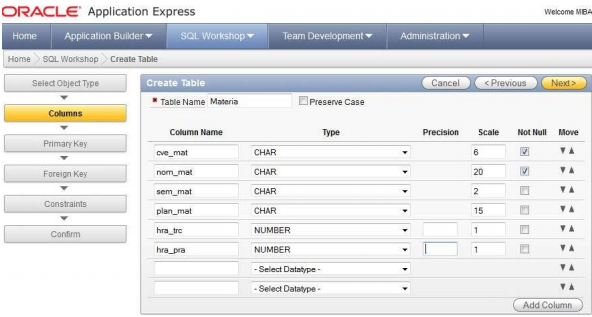 ORACLE Application Express
Welcome MIBA
Home Application Builder SQL Workshop Team Development Administration
Home SQL Workshop Create Table
Select Object Type
Columns
Primary Key
Foreign Key
Constraints
Confirm
Create Table
Cancel
< Previous
Next >
* Table Name Materia Preserve Case
Column Name Type Precision Scale Not Null Move
cve_mat CHAR 6
nom_mat CHAR 20
sem_mat CHAR 2
plan_mat CHAR 15
hra_trc NUMBER 1
hra_pra NUMBER 1
- Select Datatype -
- Select Datatype -
Add Column